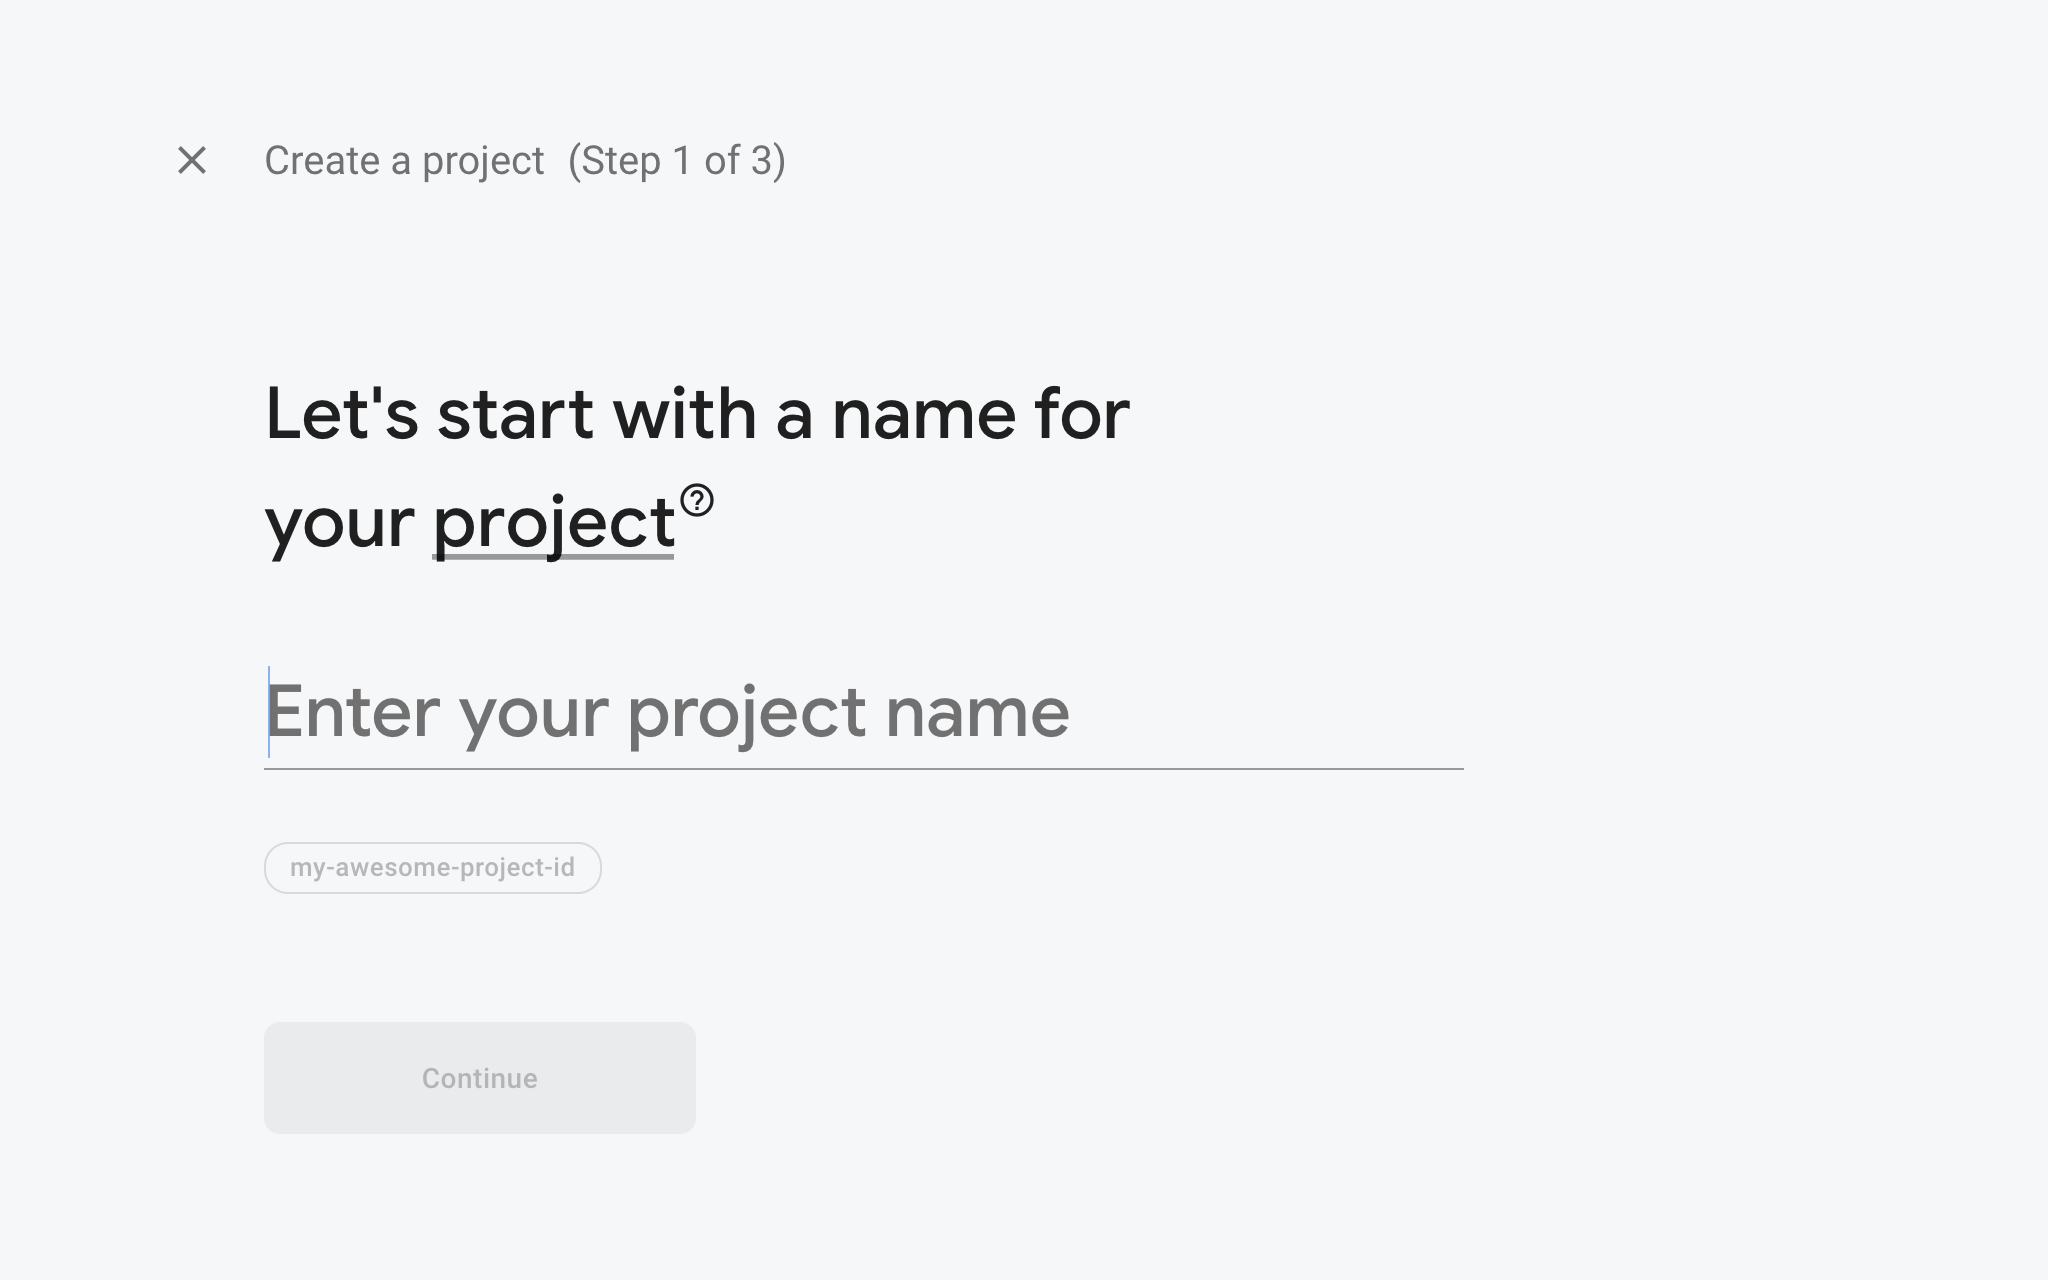 Create a project (Step 1 of 3)
Let's start with a name for
your project
Enter your project name
my-awesome-project-id
Continue